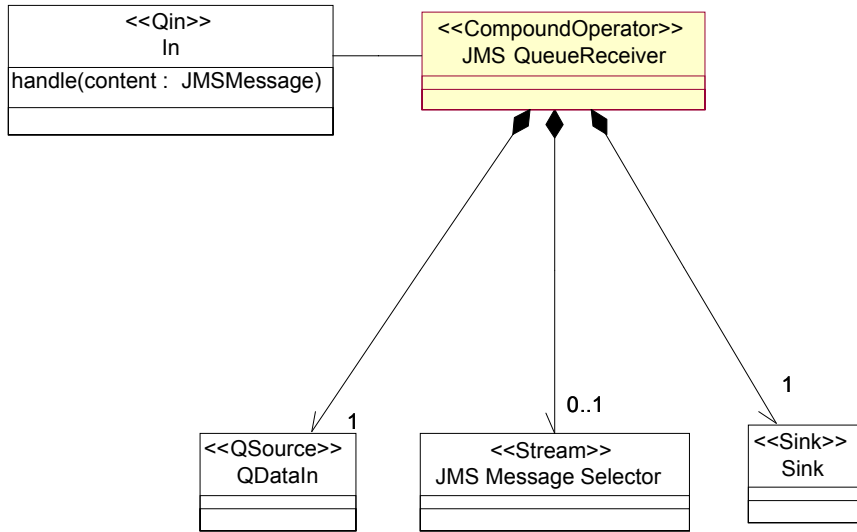 <<Qin>>
In
handle(content : JMSMessage)
<<CompoundOperator>>
JMS QueueReceiver
1
0..1
1
<<QSource>>
QDataIn
<<Stream>>
JMS Message Selector
<<Sink>>
Sink